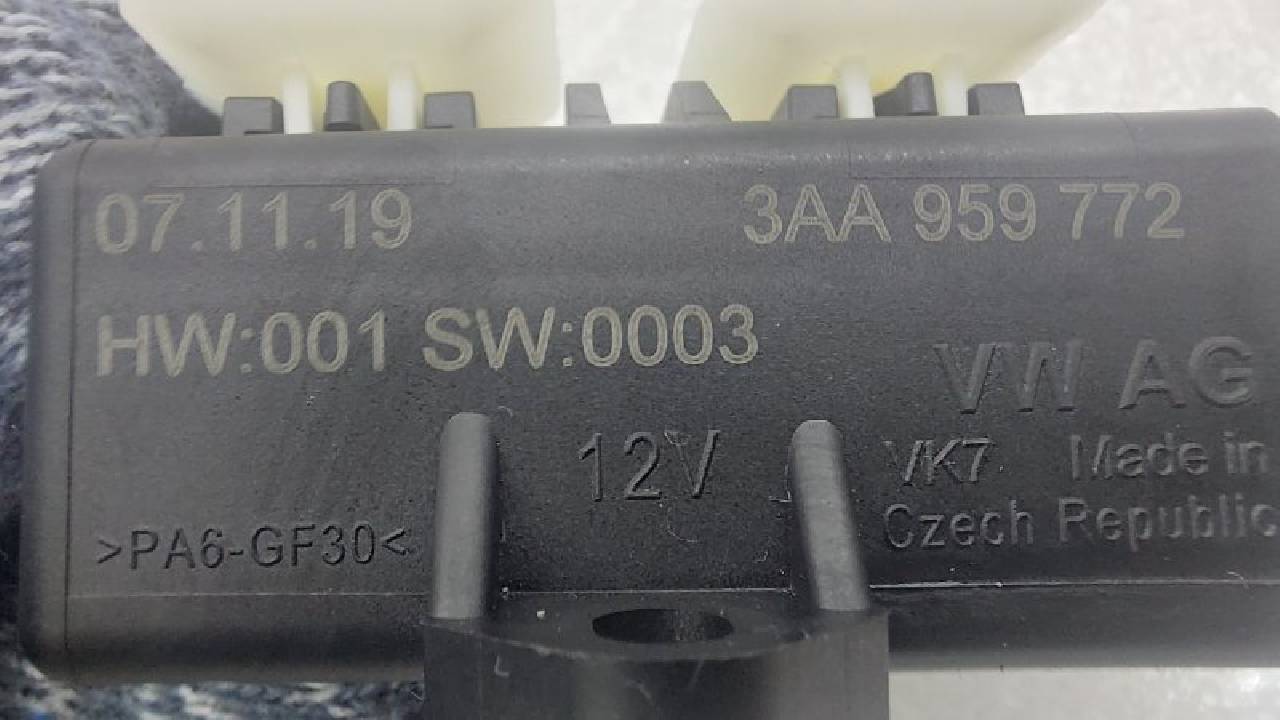 07.11.19 3AA 959 772
HW:001 SW:0003
VW AG
12V VK7 Made in
>PA6-GF30< Czech Republic